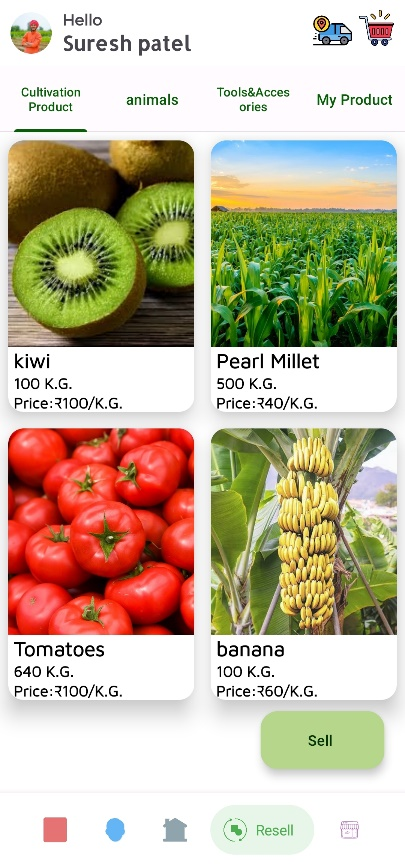 Hello
Suresh patel
Cultivation
Product
animals
Tools&Acces
ories
My Product
kiwi
100 K.G.
Price:₹100/K.G.
Pearl Millet
500 K.G.
Price:₹40/K.G.
Tomatoes
640 K.G.
Price:₹100/K.G.
banana
100 K.G.
Price:₹60/K.G.
Sell
Resell